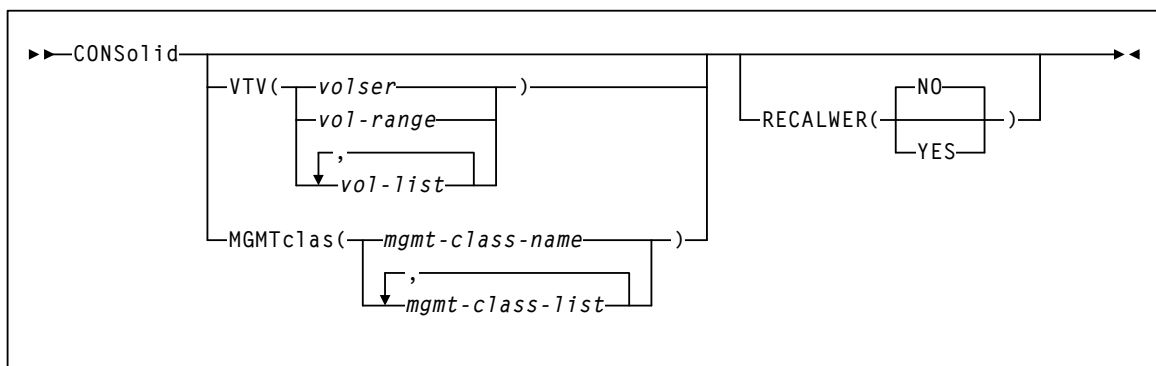 CONSolid
VTV( volser )
vol-range
,
vol-list
MGMTclas( mgmt-class-name )
,
mgmt-class-list
NO
RECALWER( )
YES